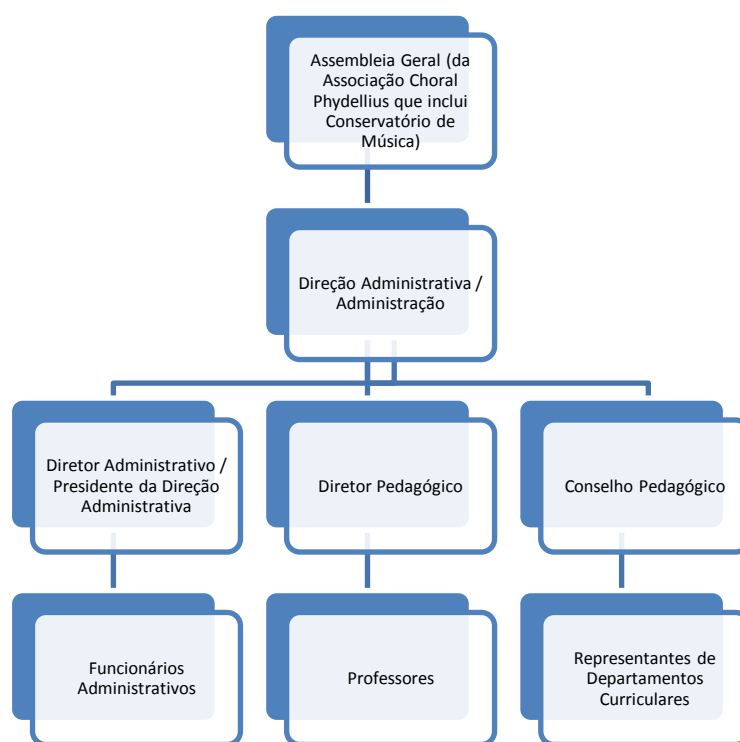 Assembleia Geral (da
Associação Choral
Phydellius que inclui
Conservatório de
Música)
Direção Administrativa /
Administração
Diretor Administrativo /
Presidente da Direção
Administrativa
Diretor Pedagógico
Conselho Pedagógico
Funcionários
Administrativos
Professores
Representantes de
Departamentos
Curriculares